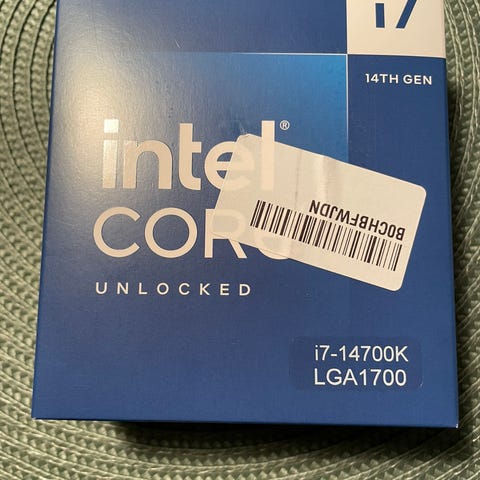 i7
14TH GEN
intel®
CORE
UNLOCKED
B0CHBFWJDN
i7-14700K
LGA1700